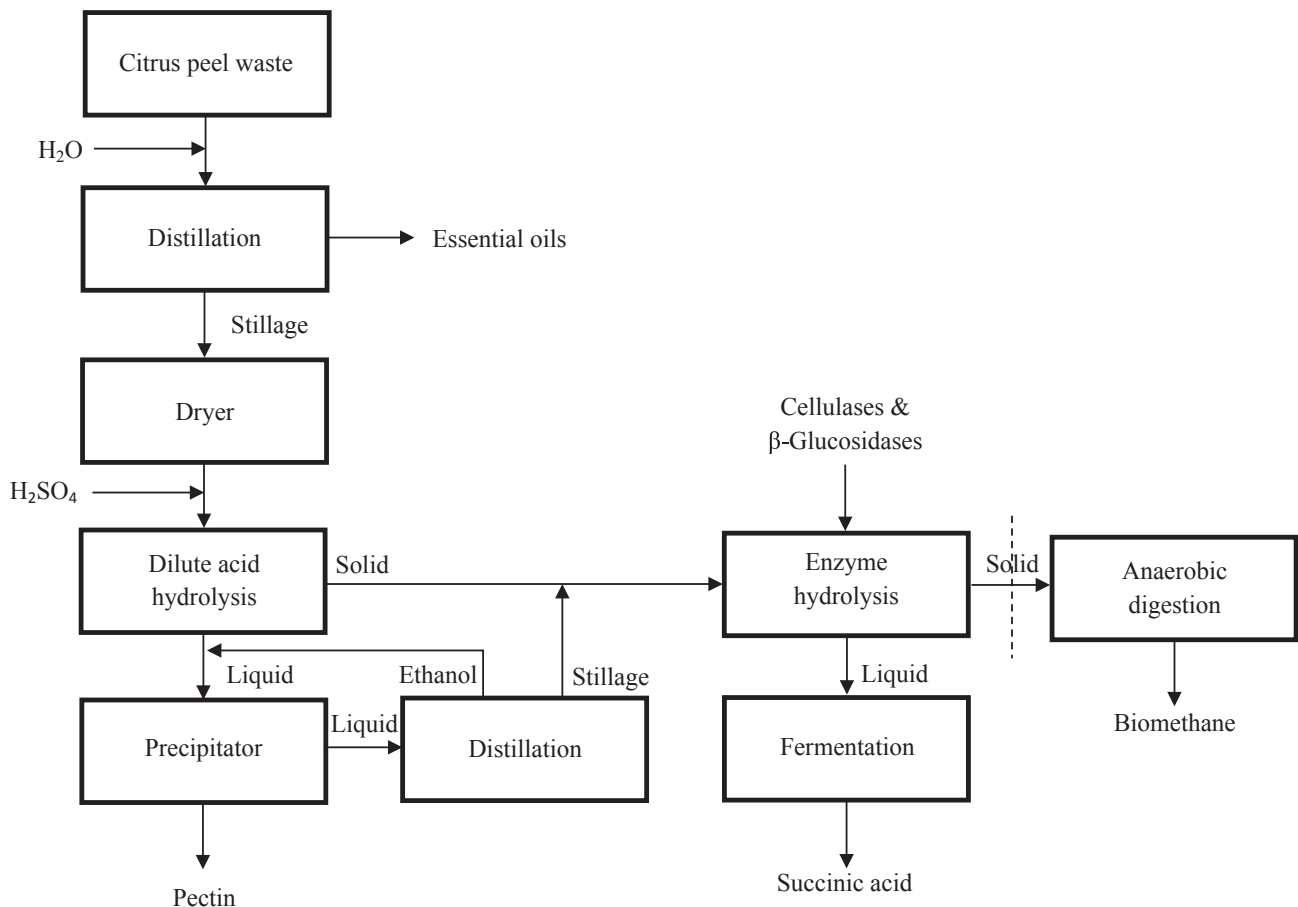 Citrus peel waste
H₂O
Distillation
Essential oils
Stillage
Dryer
Cellulases &
β-Glucosidases
H₂SO₄
Dilute acid
hydrolysis
Solid
Enzyme
hydrolysis
Solid
Anaerobic
digestion
Liquid
Ethanol
Stillage
Liquid
Biomethane
Precipitator
Liquid
Distillation
Fermentation
Pectin
Succinic acid